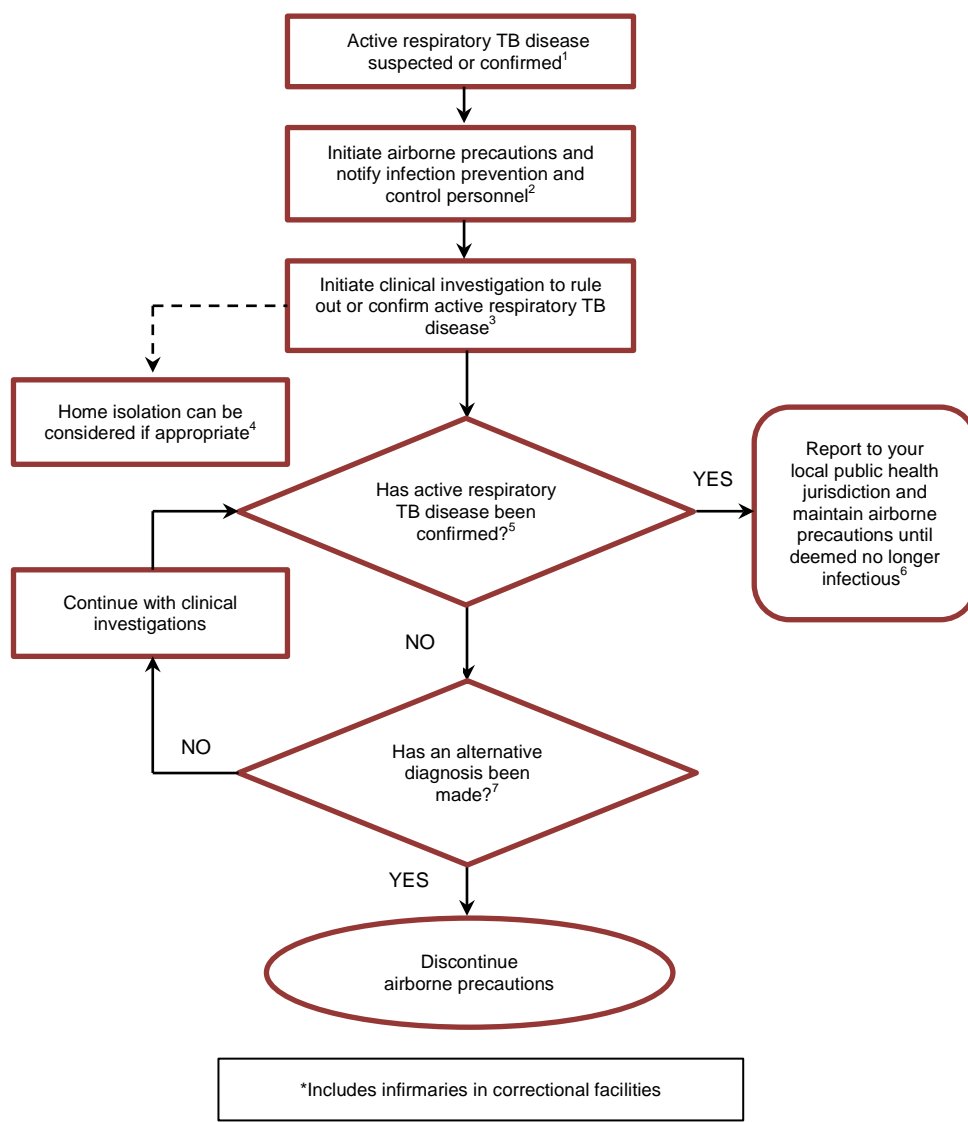 Active respiratory TB disease
suspected or confirmed¹
Initiate airborne precautions and
notify infection prevention and
control personnel²
Initiate clinical investigation to rule
out or confirm active respiratory TB
disease³
Home isolation can be
considered if appropriate⁴
Has active respiratory
TB disease been
confirmed?⁵
YES
Report to your
local public health
jurisdiction and
maintain airborne
precautions until
deemed no longer
infectious⁶
Continue with clinical
investigations
NO
NO
Has an alternative
diagnosis been
made?⁷
YES
Discontinue
airborne precautions
*Includes infirmaries in correctional facilities